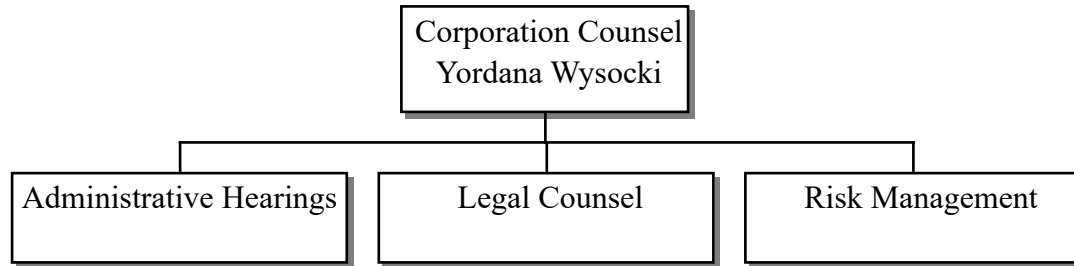 Corporation Counsel
Yordana Wysocki
Administrative Hearings
Legal Counsel
Risk Management